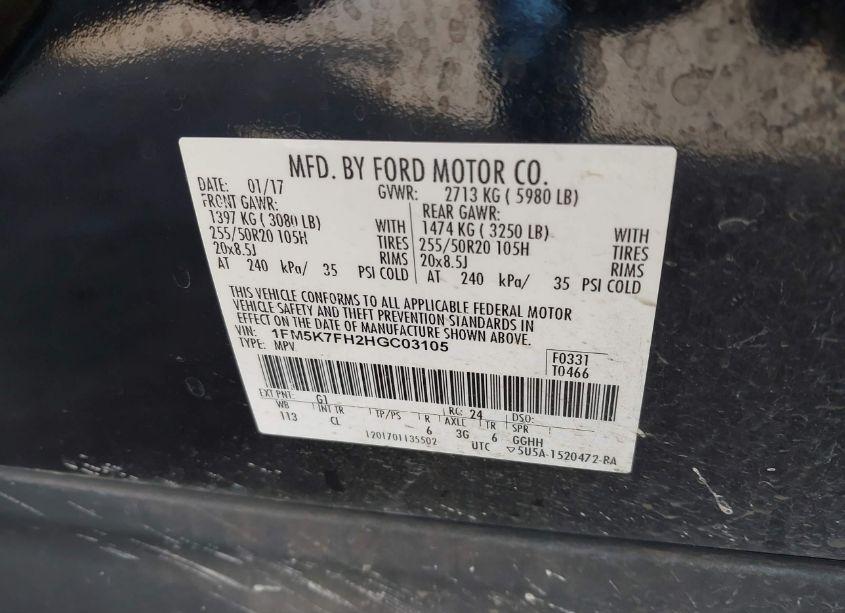 MFD. BY FORD MOTOR CO.
DATE: 01/17 GVWR: 2713 KG ( 5980 LB)
FRONT GAWR: REAR GAWR:
1397 KG ( 3080 LB) WITH 1474 KG ( 3250 LB) WITH
255/50R20 105H TIRES 255/50R20 105H TIRES
20x8.5J RIMS 20x8.5J RIMS
AT 240 kPa/ 35 PSI COLD AT 240 kPa/ 35 PSI COLD
THIS VEHICLE CONFORMS TO ALL APPLICABLE FEDERAL MOTOR
VEHICLE SAFETY AND THEFT PREVENTION STANDARDS IN
EFFECT ON THE DATE OF MANUFACTURE SHOWN ABOVE.
VIN: 1FM5K7FH2HGC03105
TYPE: MPV
F0331
T0466
EXT PNT: G1 RC: 24 DSO:
WB INT TR TP/PS R AXLE TR SPR
113 CL 6 3G 6 GGHH
1201701135502 UTC ▽5U5A-1520472-RA